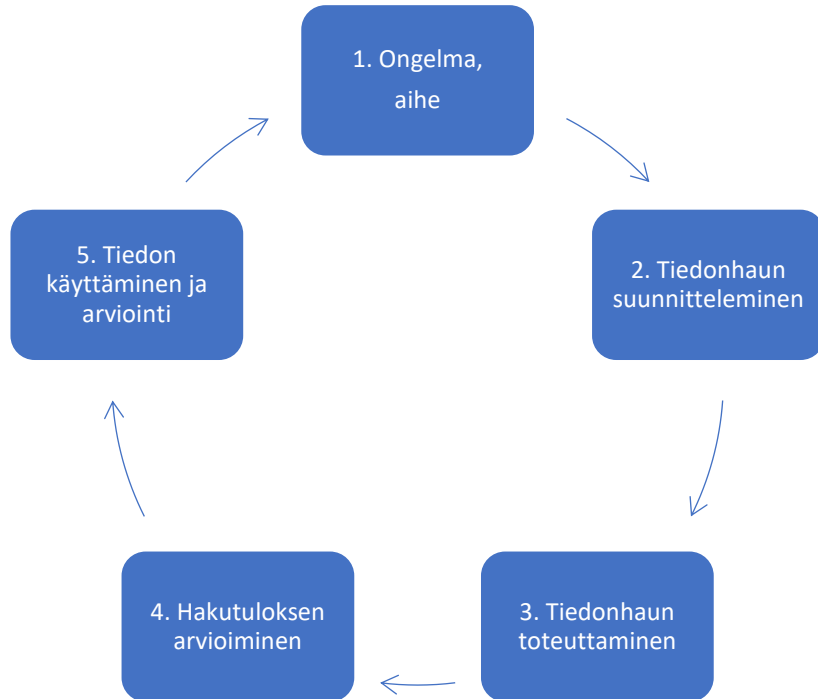 1. Ongelma,
aihe
2. Tiedonhaun
suunnitteleminen
3. Tiedonhaun
toteuttaminen
4. Hakutuloksen
arvioiminen
5. Tiedon
käyttäminen ja
arviointi